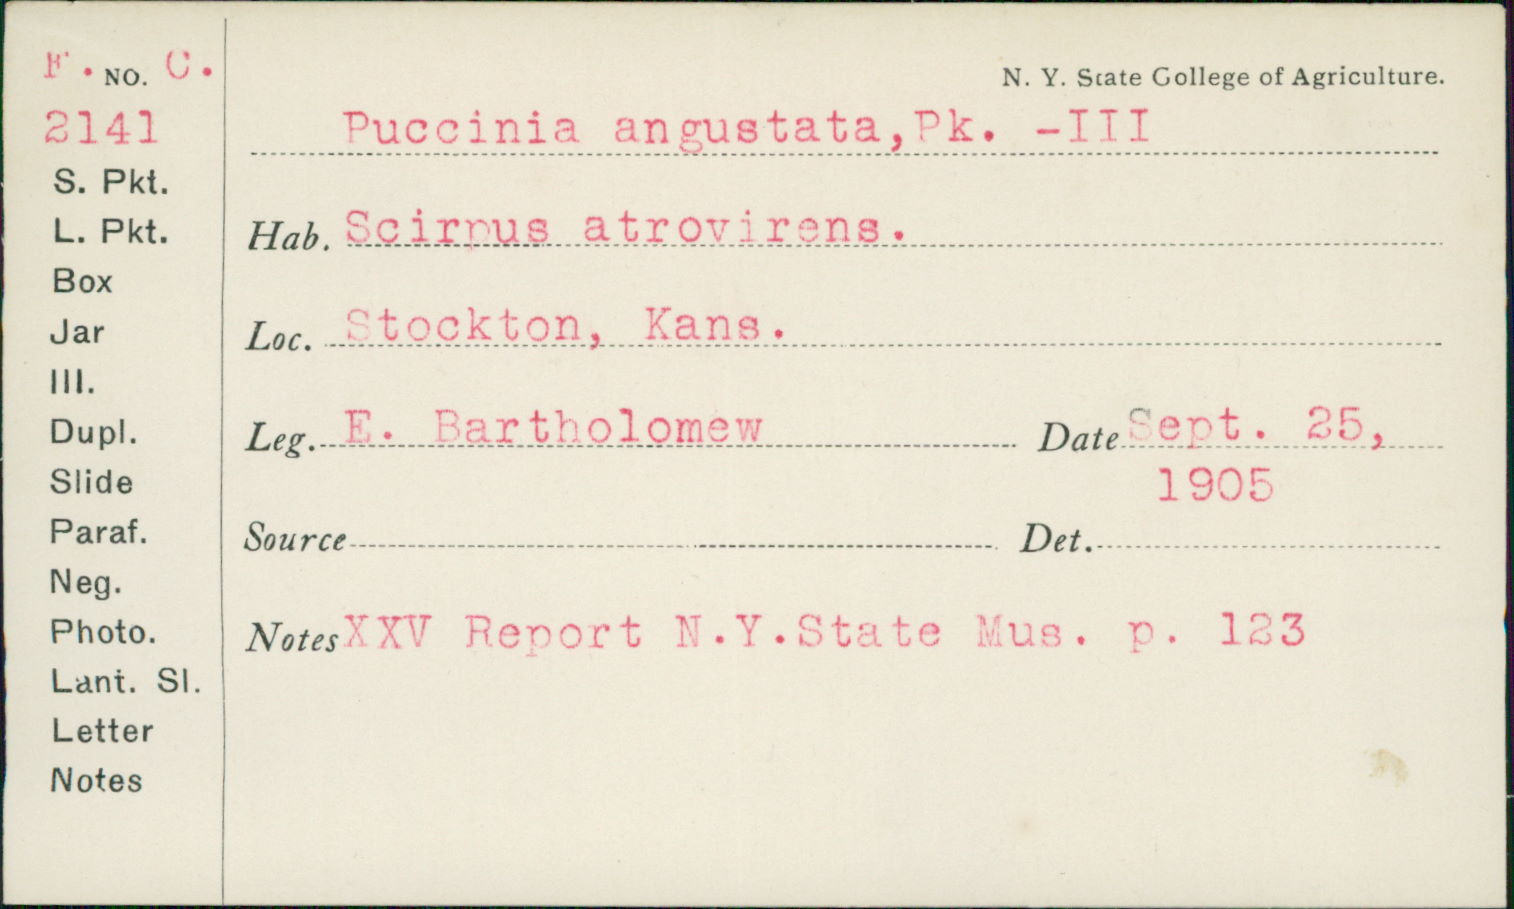 F. NO. C.
N. Y. State College of Agriculture.
2141
Puccinia angustata,Pk. -III
S. Pkt.
L. Pkt.
Hab. Scirpus atrovirens.
Box
Jar
Loc. Stockton, Kans.
Ill.
Dupl.
Leg. E. Bartholomew Date Sept. 25,
Slide
1905
Paraf.
Source Det.
Neg.
Photo.
Notes XXV Report N.Y.State Mus. p. 123
Lant. Sl.
Letter
Notes